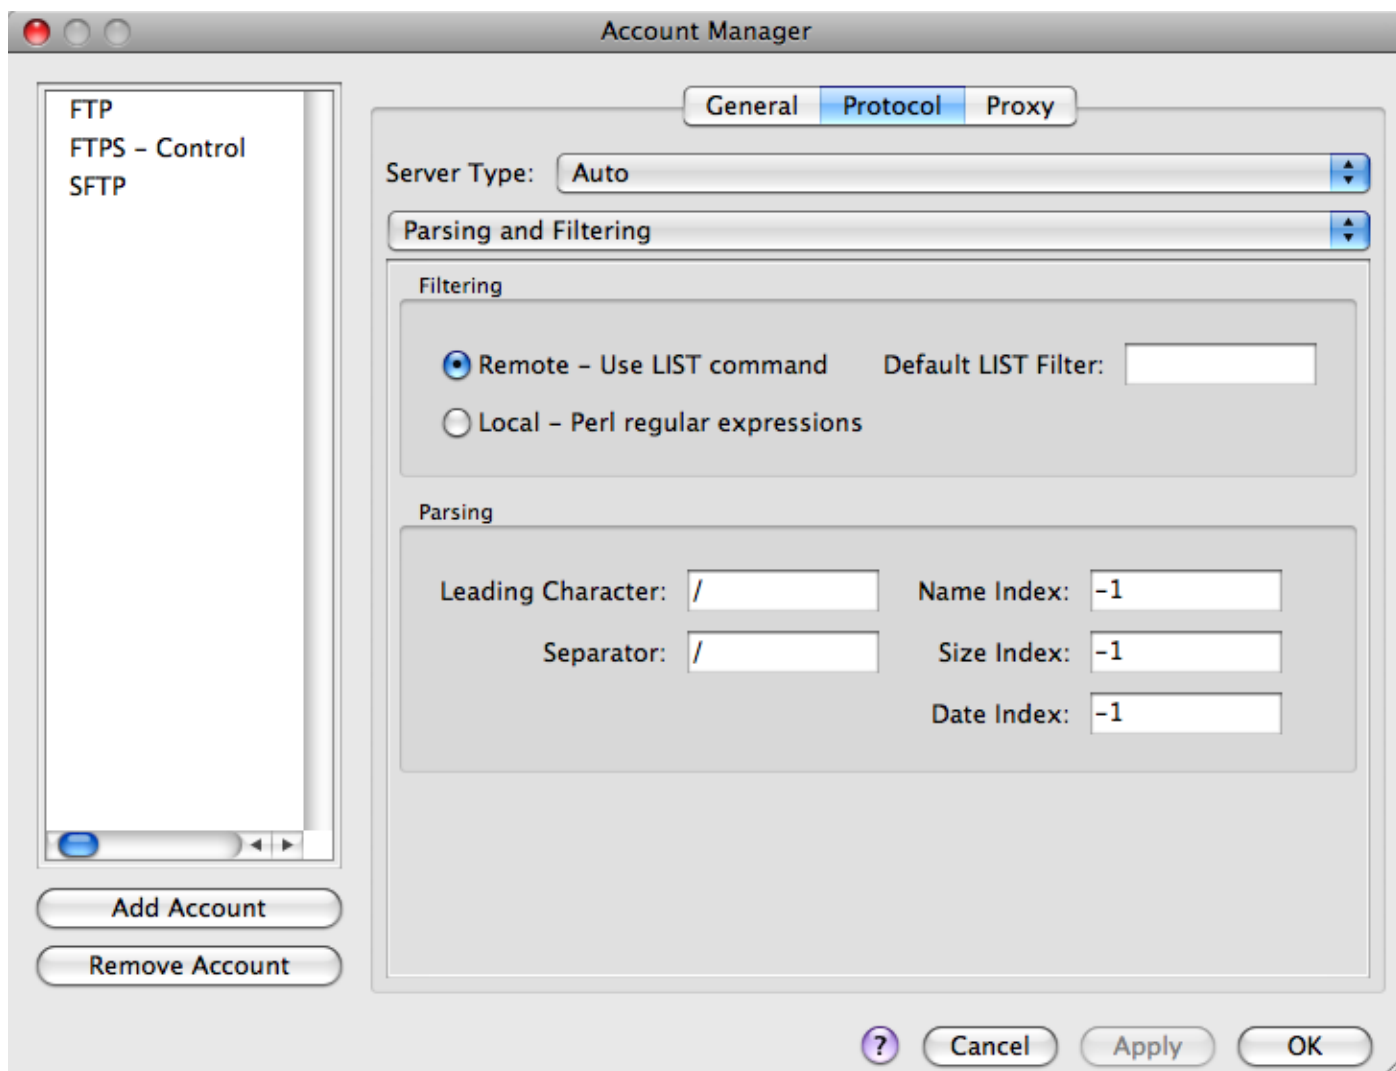 Account Manager
FTP
FTPS – Control
SFTP
Add Account
Remove Account
General Protocol Proxy
Server Type: Auto
Parsing and Filtering
Filtering
Remote – Use LIST command Default LIST Filter:
Local – Perl regular expressions
Parsing
Leading Character: / Name Index: -1
Separator: / Size Index: -1
Date Index: -1
? Cancel Apply OK